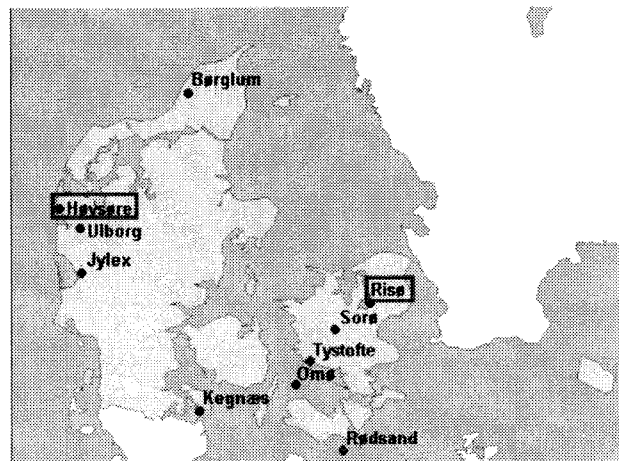 Børglum
Høvsøre
Ulborg
Jylex
Risø
Sorø
Tystofte
Omø
Kegnæs
Rødsand